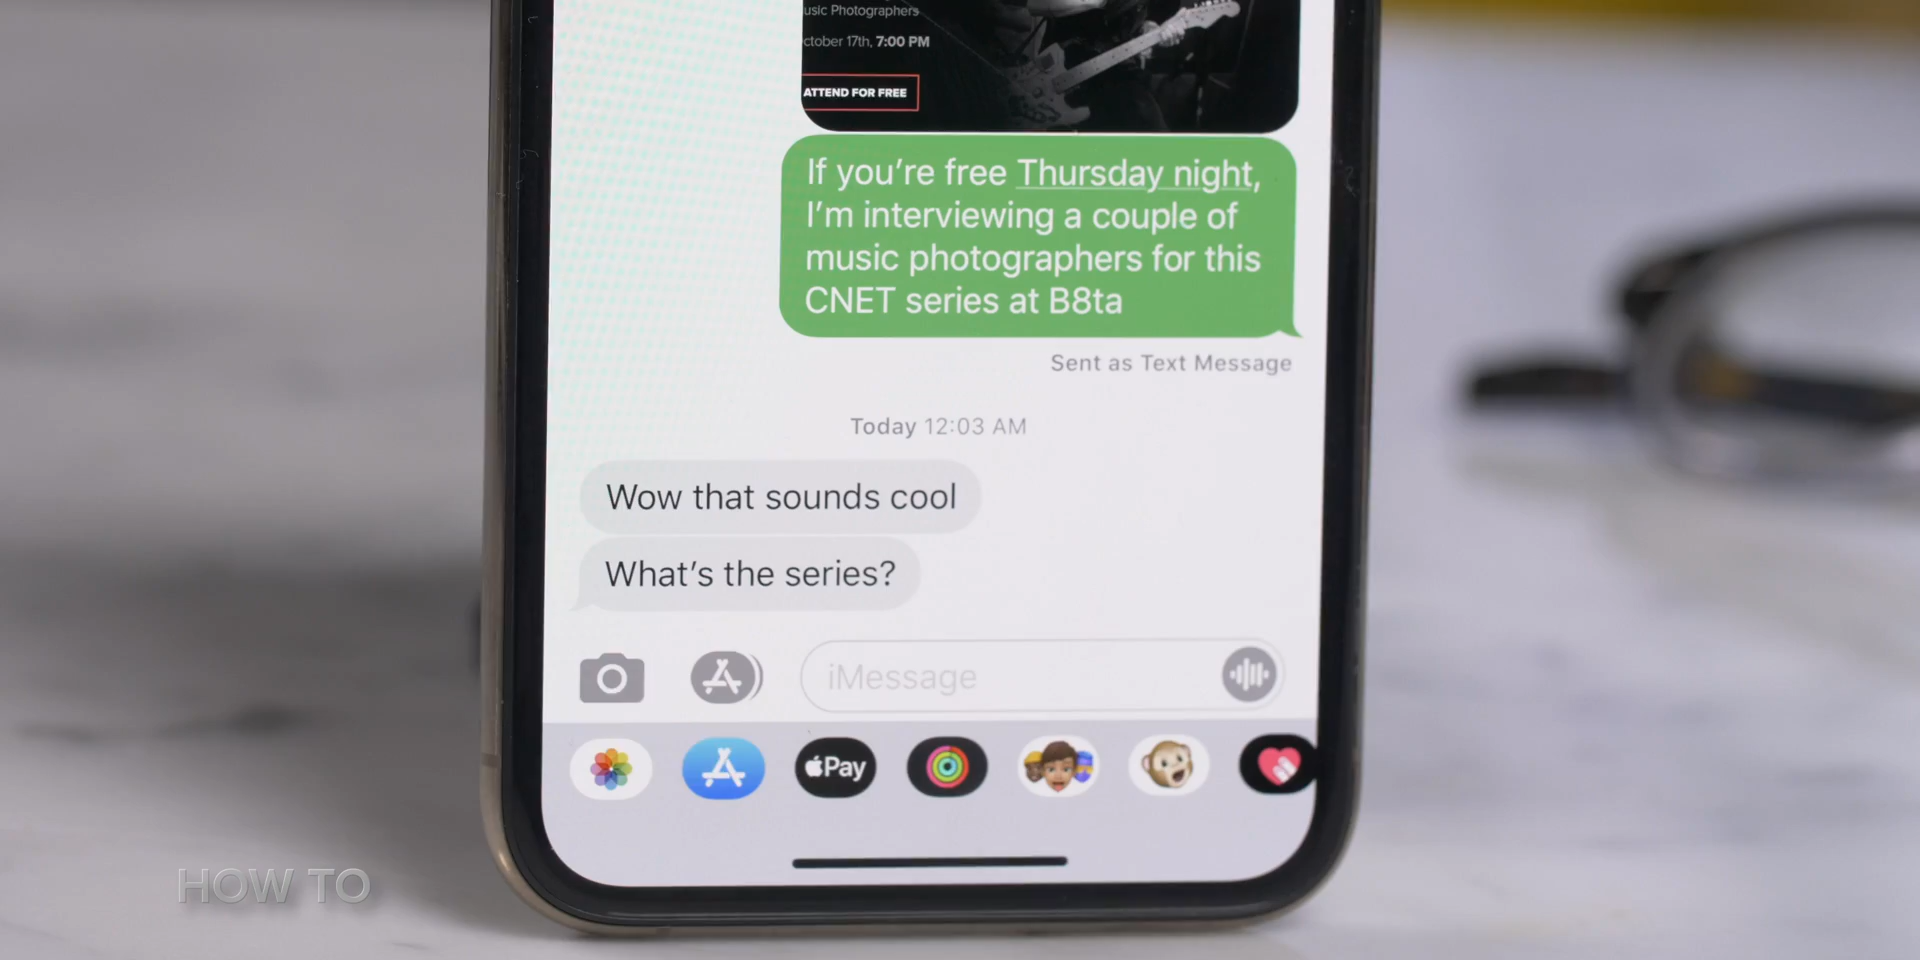 usic Photographers
ctober 17th, 7:00 PM
ATTEND FOR FREE
If you're free Thursday night,
I'm interviewing a couple of
music photographers for this
CNET series at B8ta
Sent as Text Message
Today 12:03 AM
Wow that sounds cool
What's the series?
iMessage
Pay
HOW TO